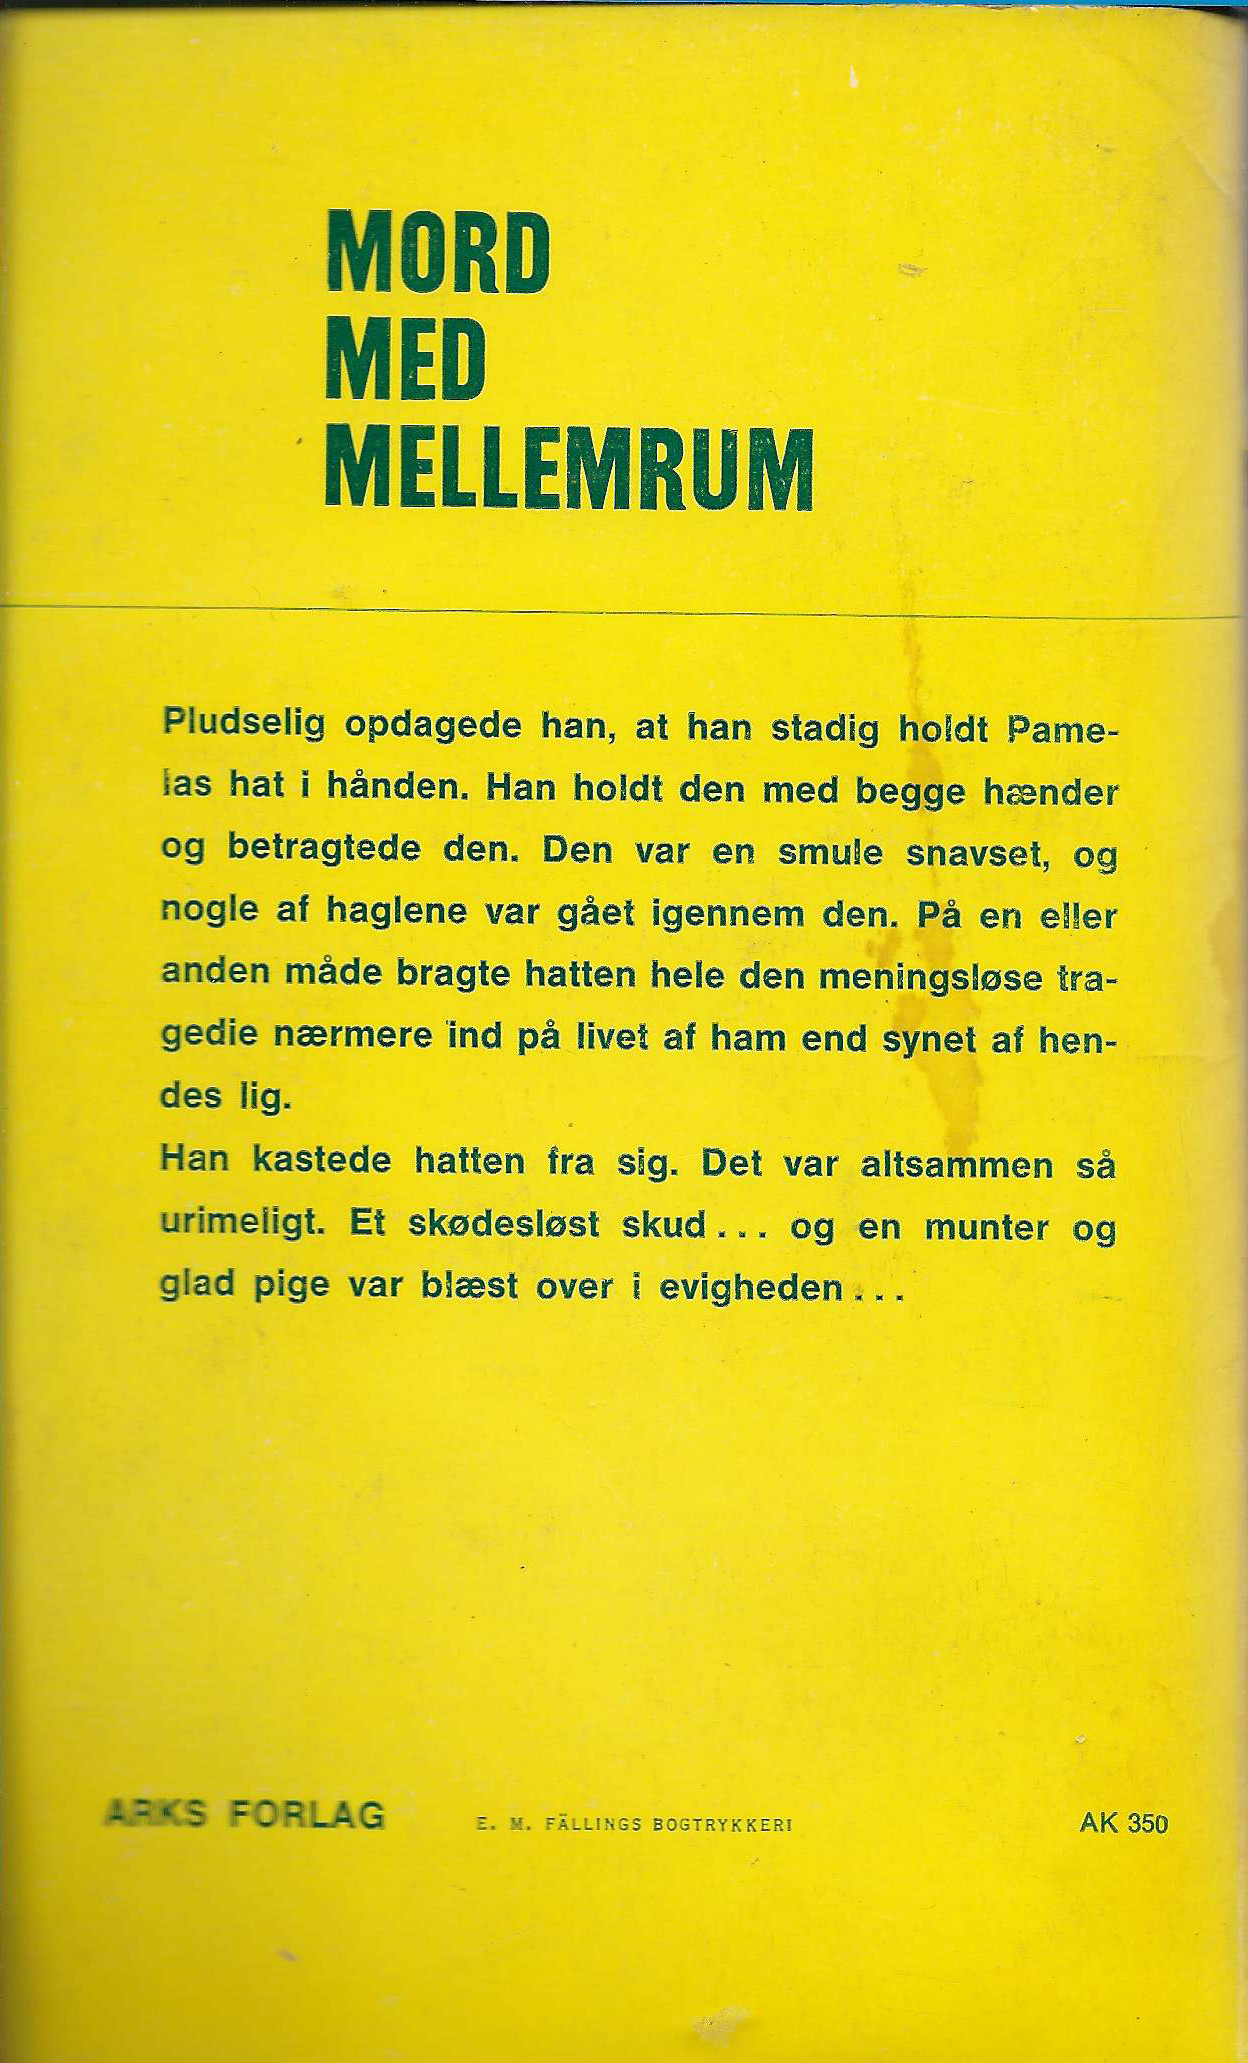 MORD
MED
MELLEMRUM
Pludselig opdagede han, at han stadig holdt Pame-
las hat i hånden. Han holdt den med begge hænder
og betragtede den. Den var en smule snavset, og
nogle af haglene var gået igennem den. På en eller
anden måde bragte hatten hele den meningsløse tra-
gedie nærmere ind på livet af ham end synet af hen-
des lig.
Han kastede hatten fra sig. Det var altsammen så
urimeligt. Et skødesløst skud... og en munter og
glad pige var blæst over i evigheden...
ARKS FORLAG
E. M. FÄLLINGS BOGTRYKKERI
AK 350